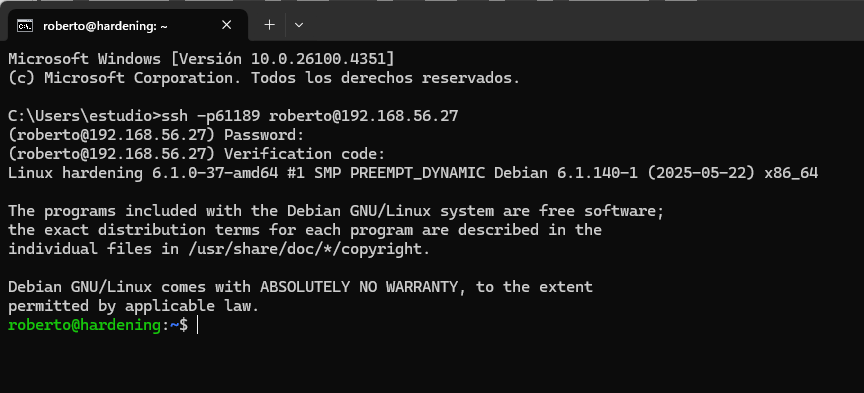 roberto@hardening: ~
Microsoft Windows [Versión 10.0.26100.4351]
(c) Microsoft Corporation. Todos los derechos reservados.
C:\Users\estudio>ssh -p61189 roberto@192.168.56.27
(roberto@192.168.56.27) Password:
(roberto@192.168.56.27) Verification code:
Linux hardening 6.1.0-37-amd64 #1 SMP PREEMPT_DYNAMIC Debian 6.1.140-1 (2025-05-22) x86_64
The programs included with the Debian GNU/Linux system are free software;
the exact distribution terms for each program are described in the
individual files in /usr/share/doc/*/copyright.
Debian GNU/Linux comes with ABSOLUTELY NO WARRANTY, to the extent
permitted by applicable law.
roberto@hardening:~$